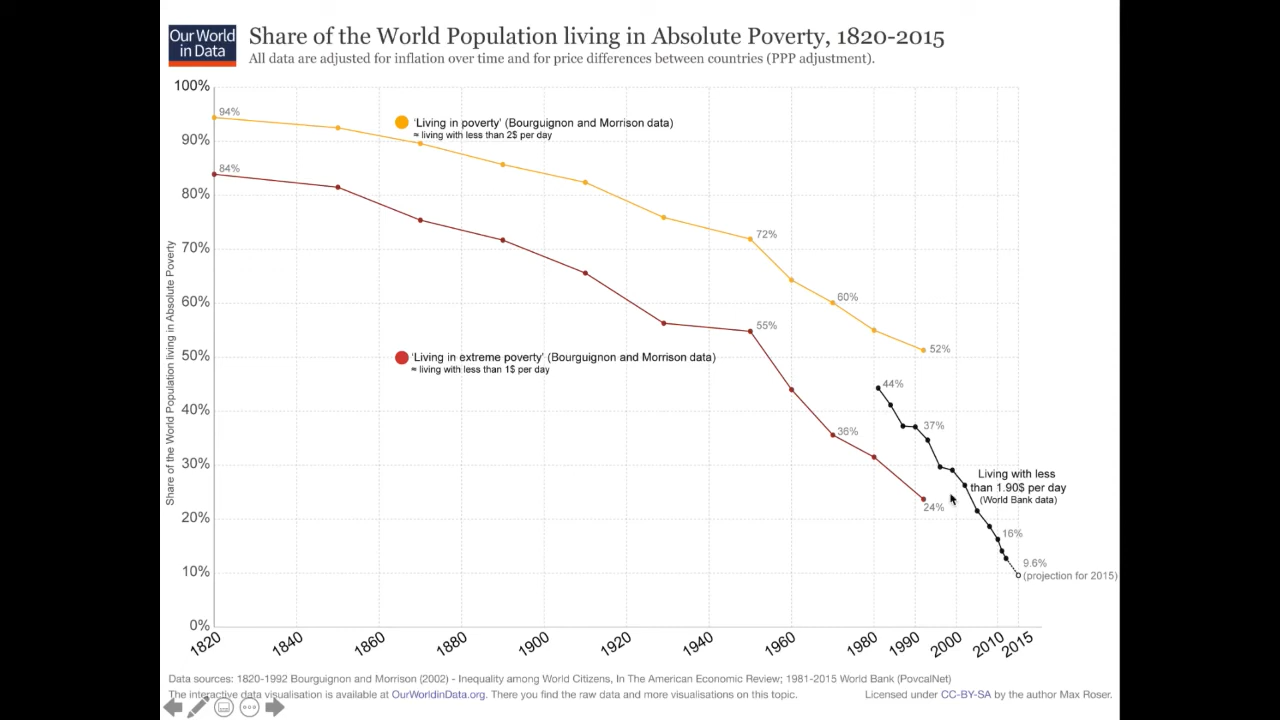 Our World
in Data
Share of the World Population living in Absolute Poverty, 1820-2015
All data are adjusted for inflation over time and for price differences between countries (PPP adjustment).
Share of the World Population living in Absolute Poverty
100%
90%
80%
70%
60%
50%
40%
30%
20%
10%
0%
94%
84%
'Living in poverty' (Bourguignon and Morrison data)
≈ living with less than 2$ per day
72%
60%
52%
55%
'Living in extreme poverty' (Bourguignon and Morrison data)
≈ living with less than 1$ per day
36%
24%
44%
37%
Living with less
than 1.90$ per day
(World Bank data)
16%
9.6%
(projection for 2015)
1820
1840
1860
1880
1900
1920
1940
1960
1980
1990
2000
2010
2015
Data sources: 1820-1992 Bourguignon and Morrison (2002) - Inequality among World Citizens, In The American Economic Review; 1981-2015 World Bank (PovcalNet)
The interactive data visualisation is available at OurWorldinData.org. There you find the raw data and more visualisations on this topic.
Licensed under CC-BY-SA by the author Max Roser.